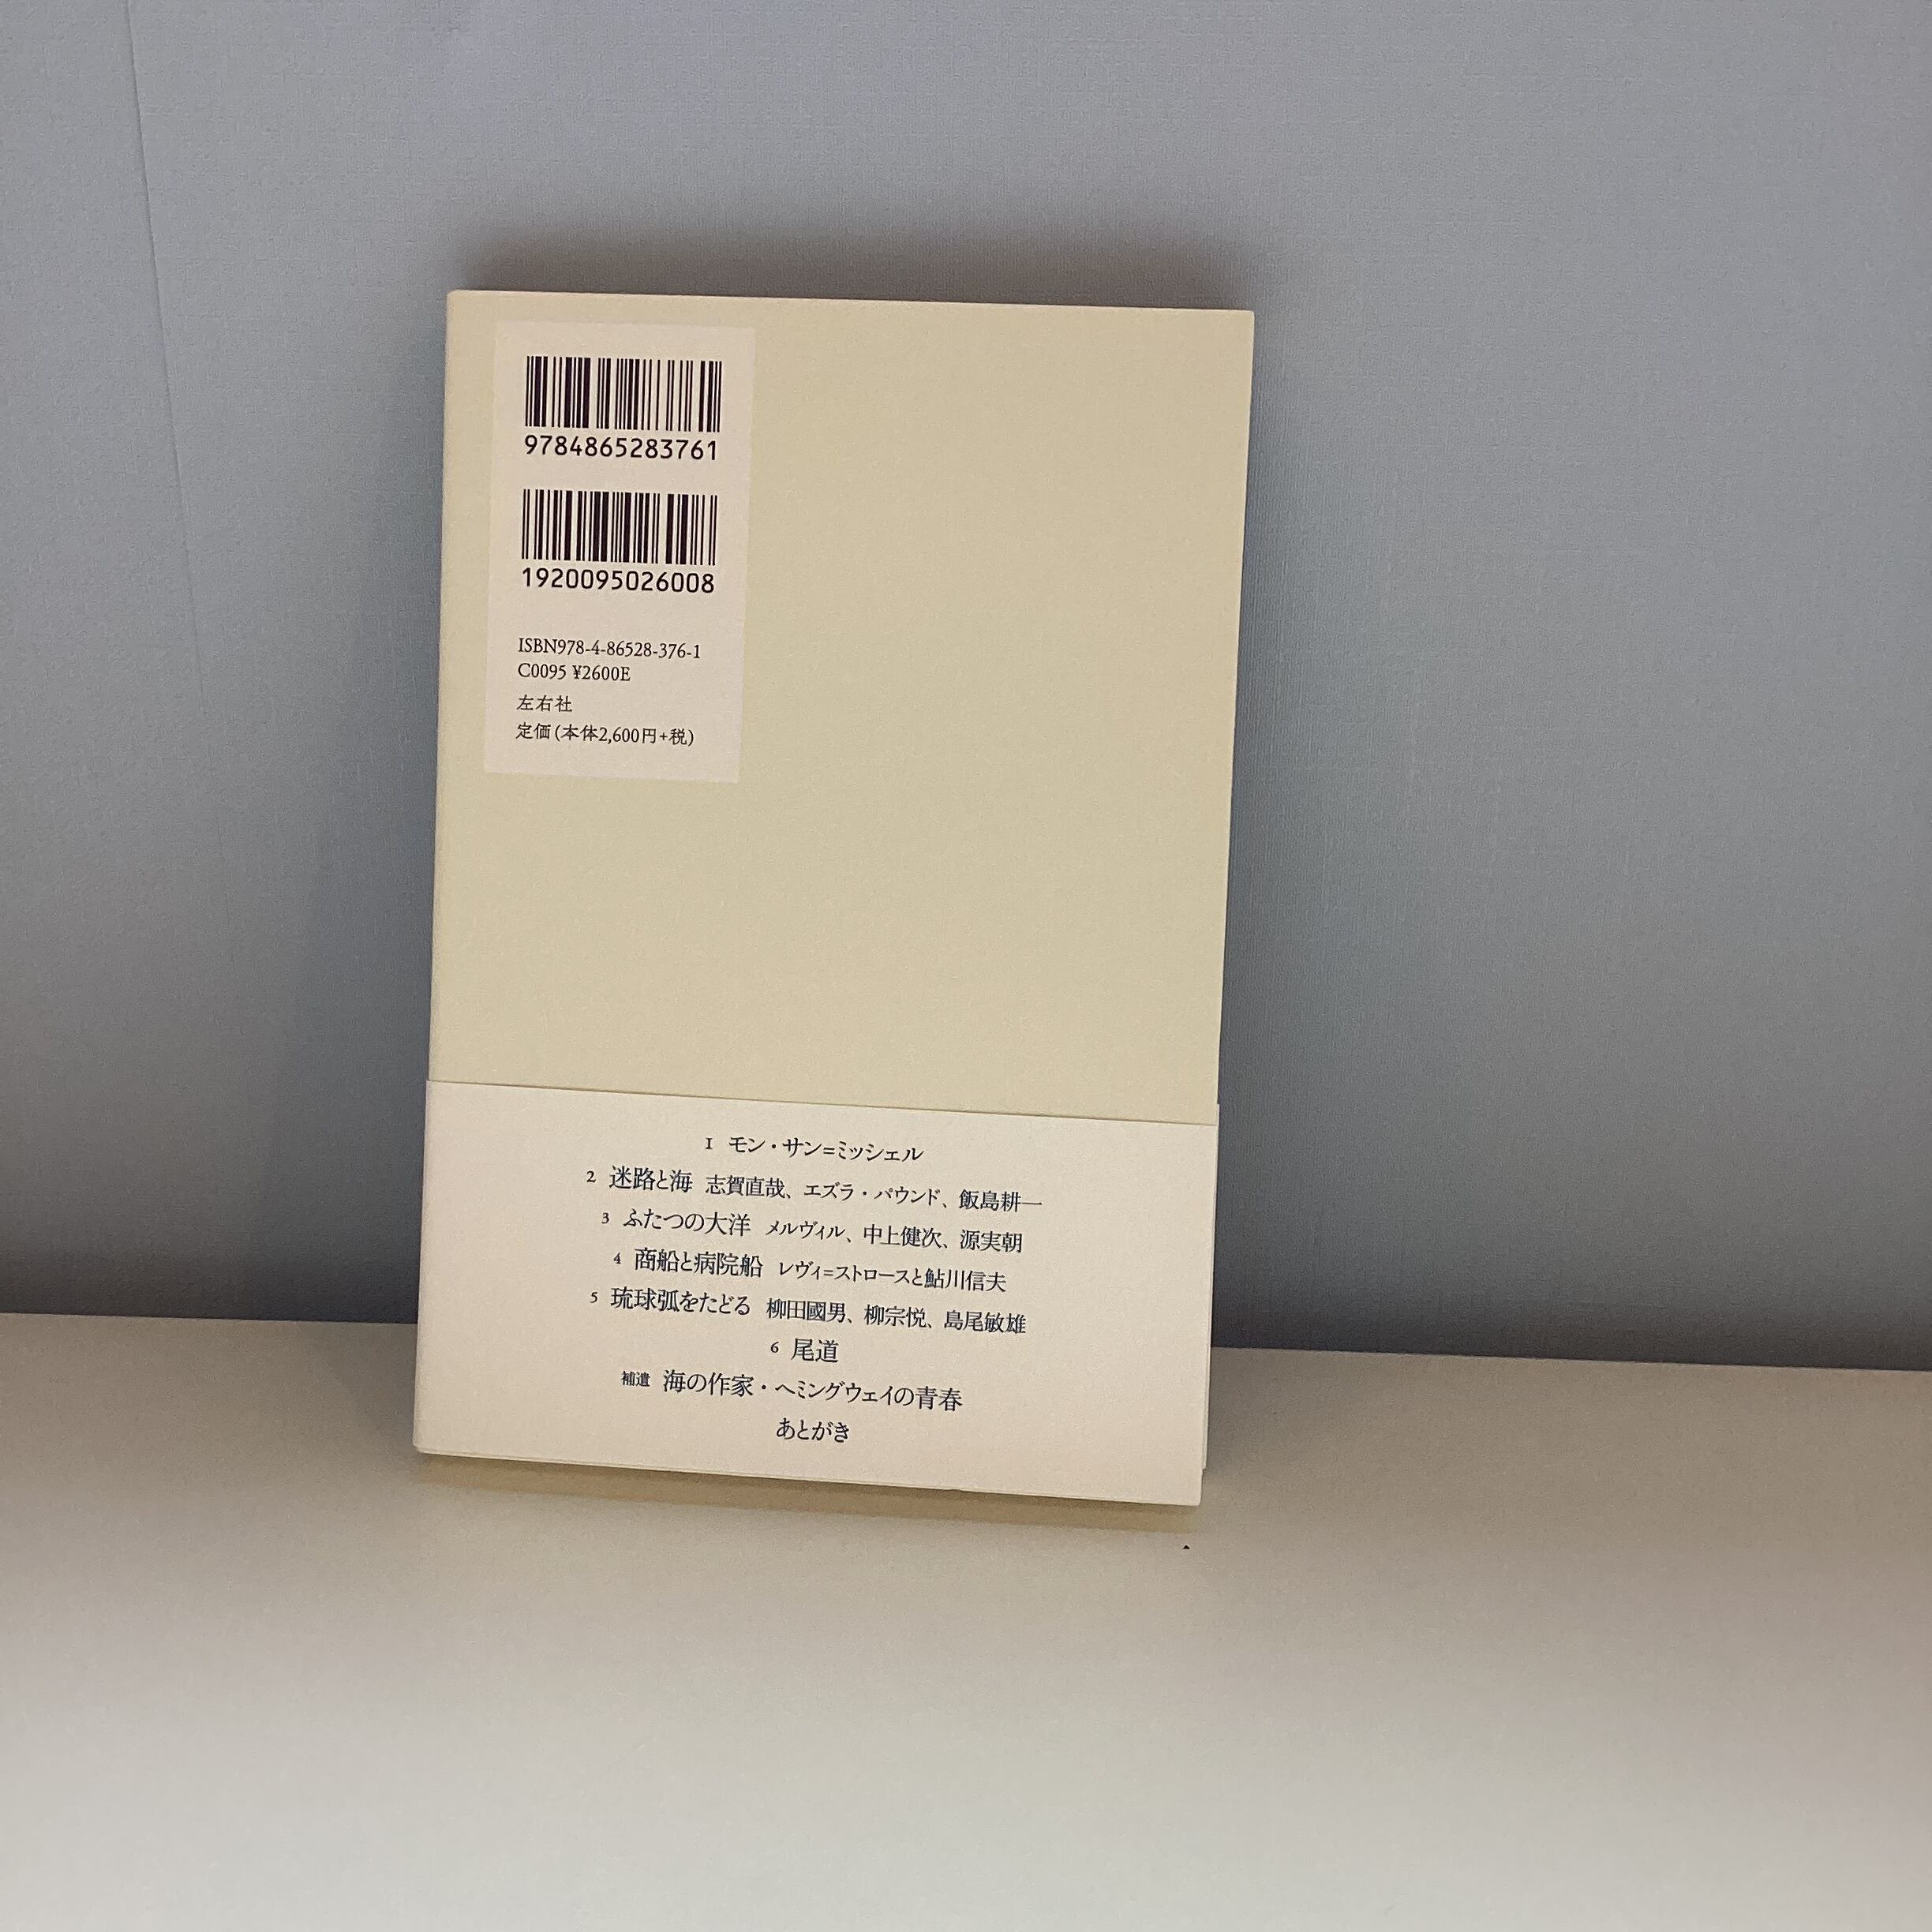 9784865283761
1920095026008
ISBN978-4-86528-376-1
C0095 ¥2600E
左右社
定価(本体2,600円+税)
1 モン・サン=ミッシェル
2 迷路と海 志賀直哉、エズラ・パウンド、飯島耕一
3 ふたつの大洋 メルヴィル、中上健次、源実朝
4 商船と病院船 レヴィ=ストロースと鮎川信夫
5 琉球弧をたどる 柳田國男、柳宗悦、島尾敏雄
6 尾道
補遺 海の作家・ヘミングウェイの青春
あとがき